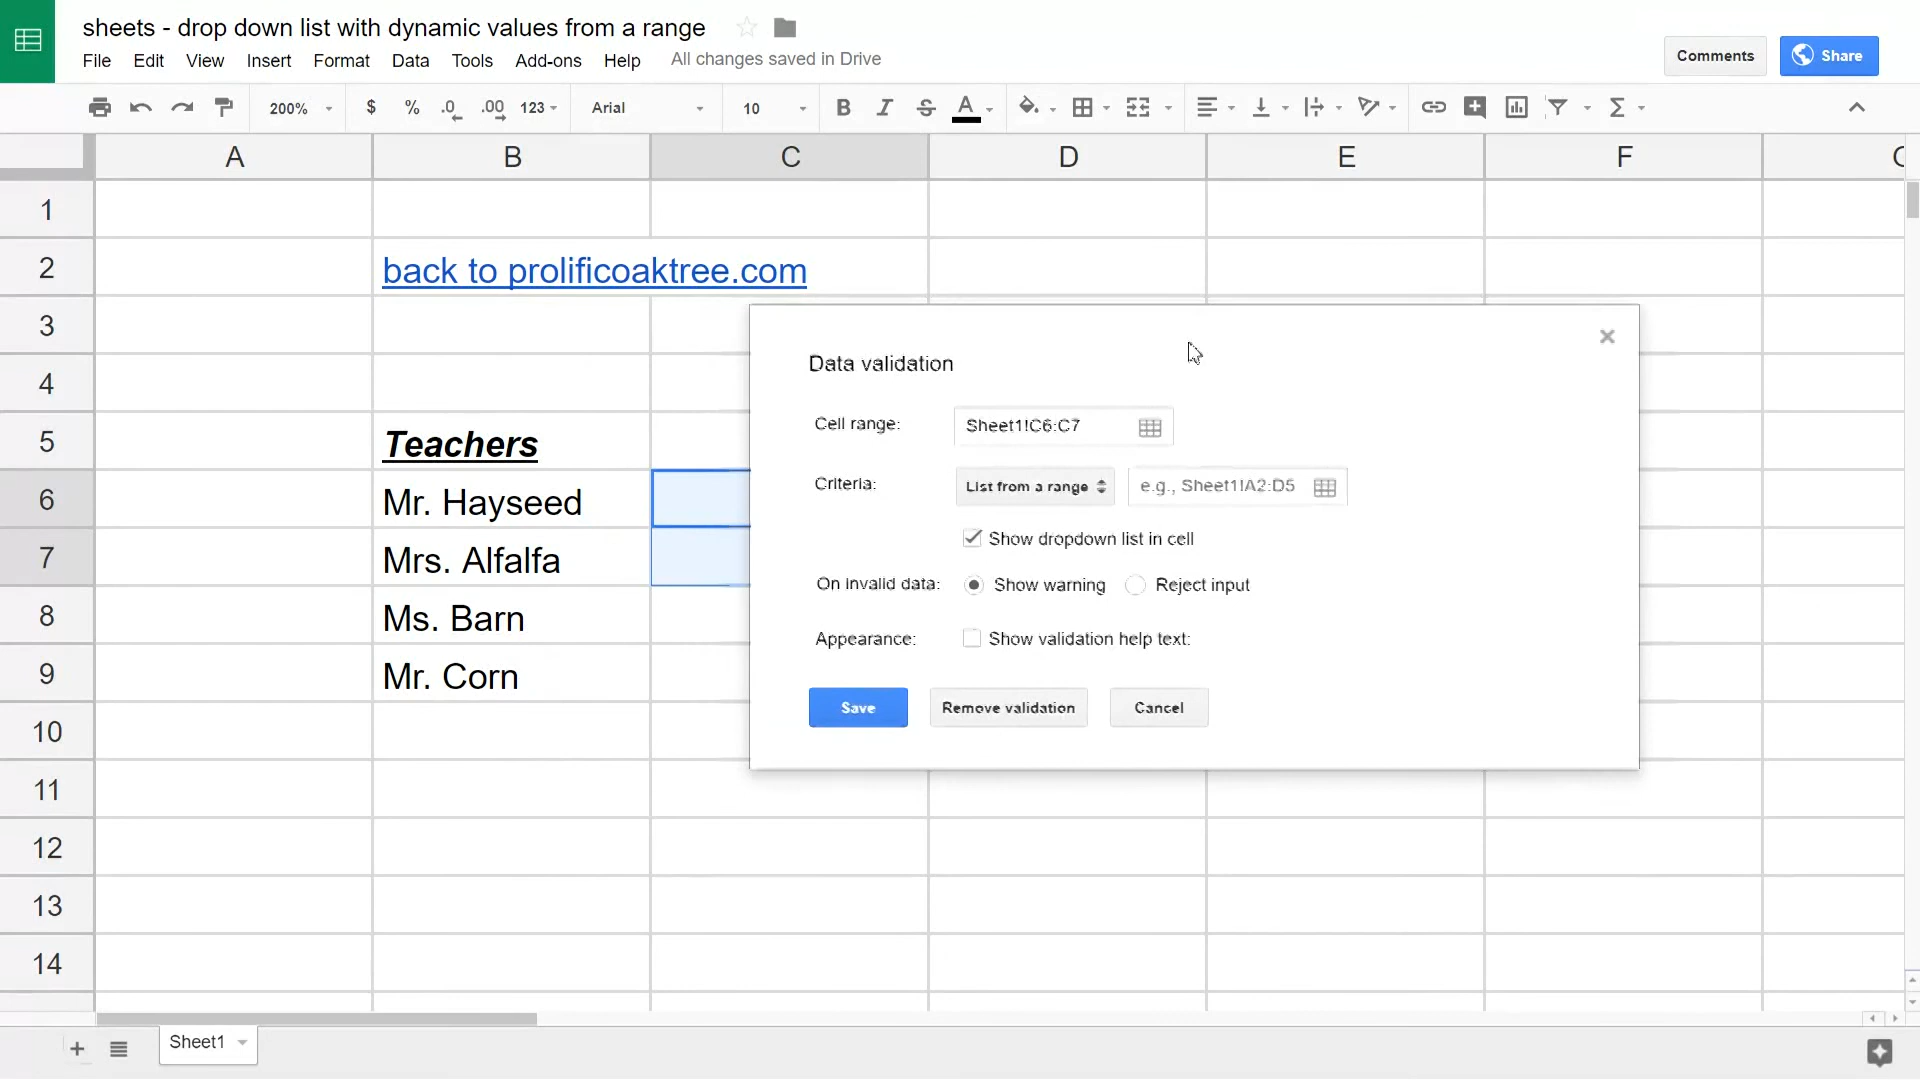 sheets - drop down list with dynamic values from a range
File Edit View Insert Format Data Tools Add-ons Help All changes saved in Drive
Comments Share
200% $ % .0 .00 123 Arial 10 B I S A Σ
A B C D E F
1
2 back to prolificoaktree.com
3
4
5 Teachers
6 Mr. Hayseed
7 Mrs. Alfalfa
8 Ms. Barn
9 Mr. Corn
10
11
12
13
14
Data validation
Cell range: Sheet1!C6:C7
Criteria: List from a range e.g., Sheet1!A2:D5
Show dropdown list in cell
On invalid data: Show warning Reject input
Appearance: Show validation help text:
Save Remove validation Cancel
Sheet1